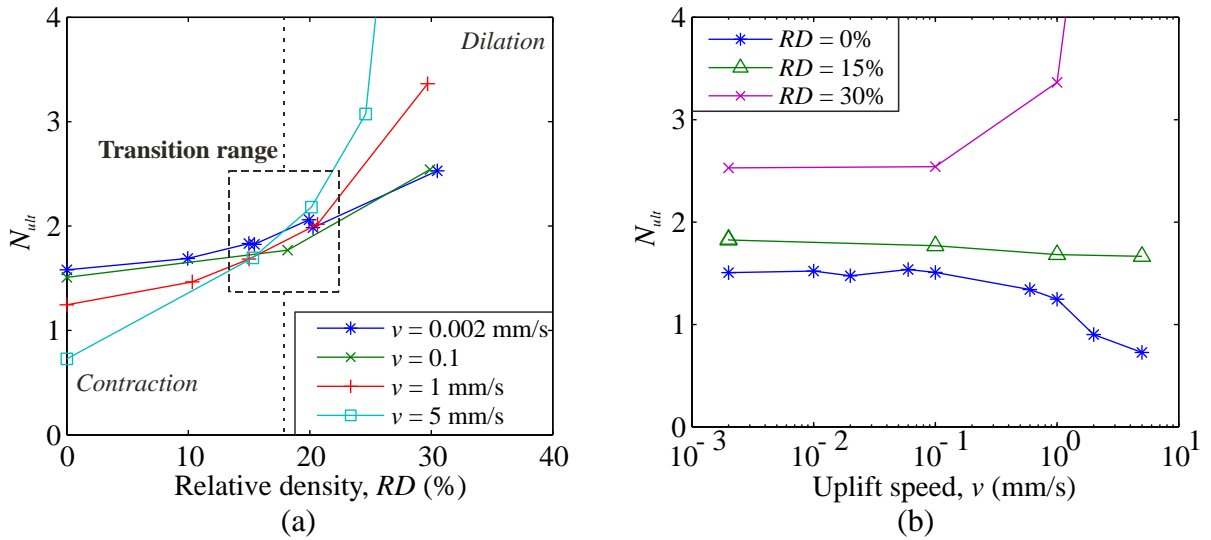 4
3
2
1
0
N_ult
Dilation
Transition range
Contraction
v = 0.002 mm/s
v = 0.1
v = 1 mm/s
v = 5 mm/s
0 10 20 30 40
Relative density, RD (%)
(a)
4
3
2
1
0
N_ult
RD = 0%
RD = 15%
RD = 30%
10^-3 10^-2 10^-1 10^0 10^1
Uplift speed, v (mm/s)
(b)